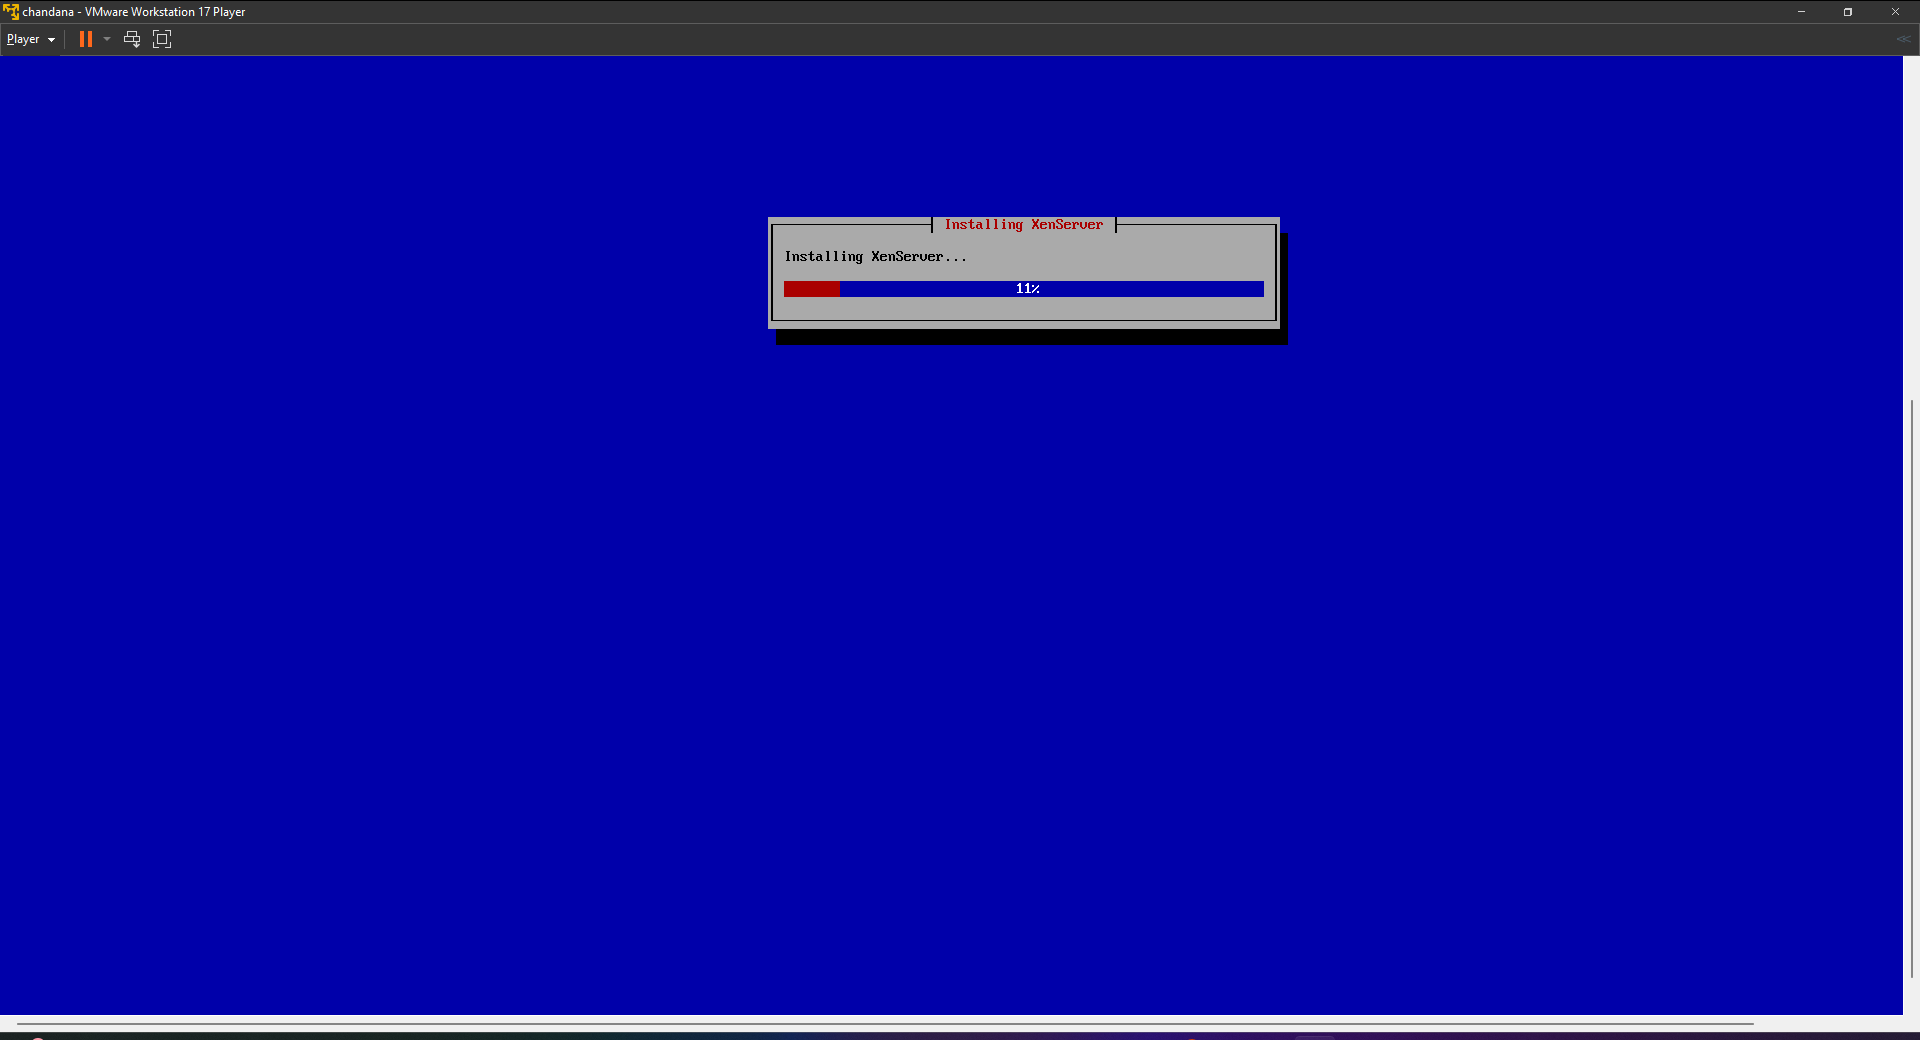 chandana - VMware Workstation 17 Player
Player
Installing XenServer
Installing XenServer...
11%